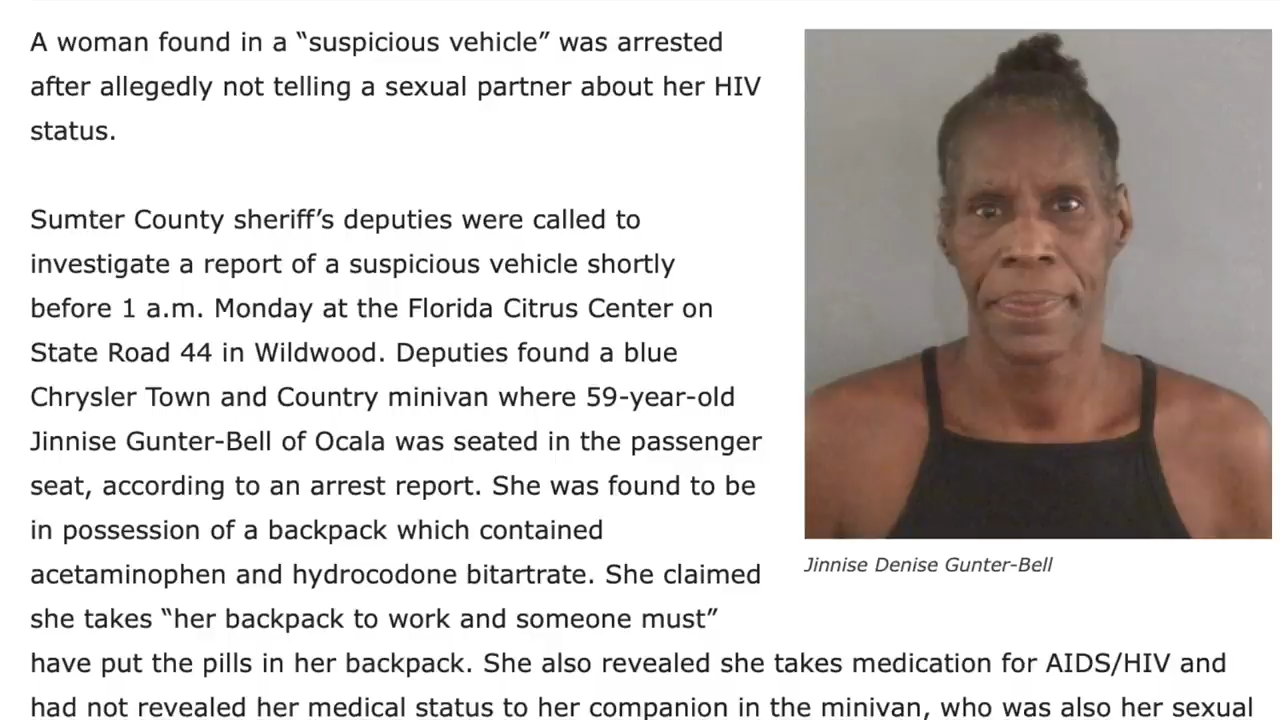 A woman found in a “suspicious vehicle” was arrested
after allegedly not telling a sexual partner about her HIV
status.
Sumter County sheriff’s deputies were called to
investigate a report of a suspicious vehicle shortly
before 1 a.m. Monday at the Florida Citrus Center on
State Road 44 in Wildwood. Deputies found a blue
Chrysler Town and Country minivan where 59-year-old
Jinnise Gunter-Bell of Ocala was seated in the passenger
seat, according to an arrest report. She was found to be
in possession of a backpack which contained
acetaminophen and hydrocodone bitartrate. She claimed
she takes “her backpack to work and someone must”
have put the pills in her backpack. She also revealed she takes medication for AIDS/HIV and
had not revealed her medical status to her companion in the minivan, who was also her sexual
Jinnise Denise Gunter-Bell